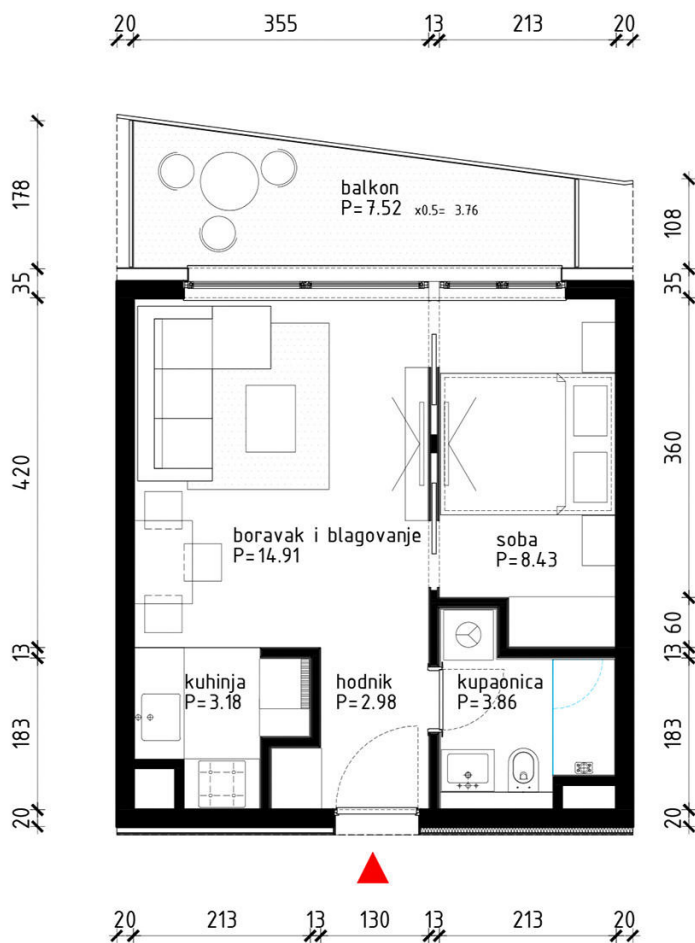 20 355 13 213 20
178
35
420
13
183
20
108
35
360
60
13
183
20
balkon
P= 7.52 x0.5= 3.76
boravak i blagovanje
P=14.91
soba
P=8.43
kuhinja
P=3.18
hodnik
P=2.98
kupaonica
P=3.86
20 213 13 130 13 213 20